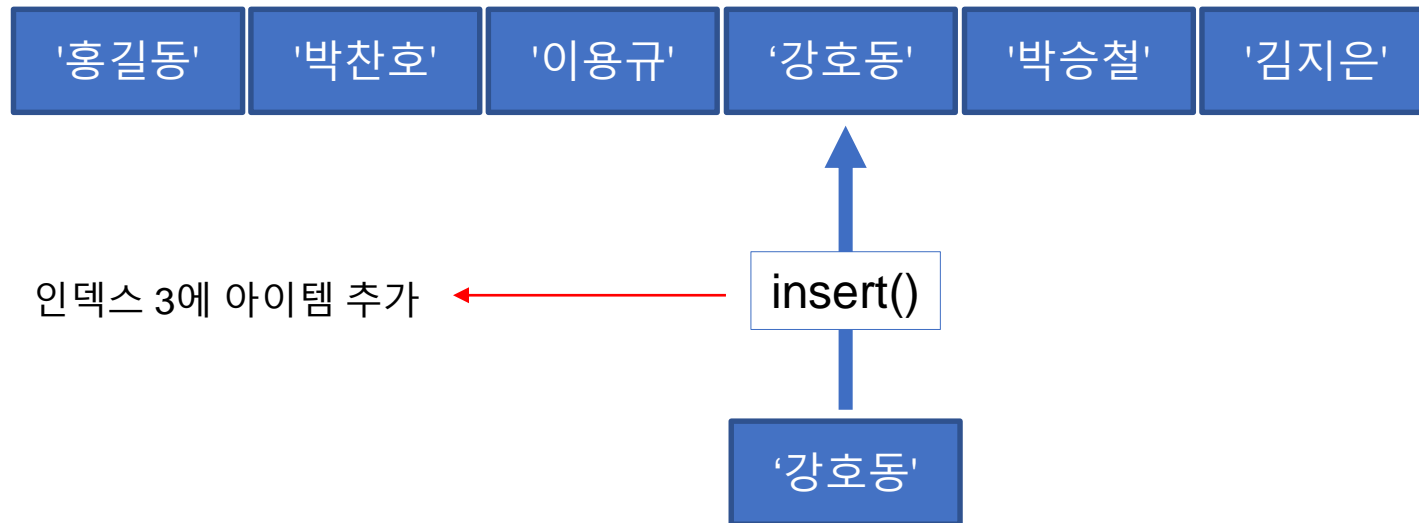 '홍길동' '박찬호' '이용규' ‘강호동' '박승철' '김지은'
인덱스 3에 아이템 추가 insert()
‘강호동'